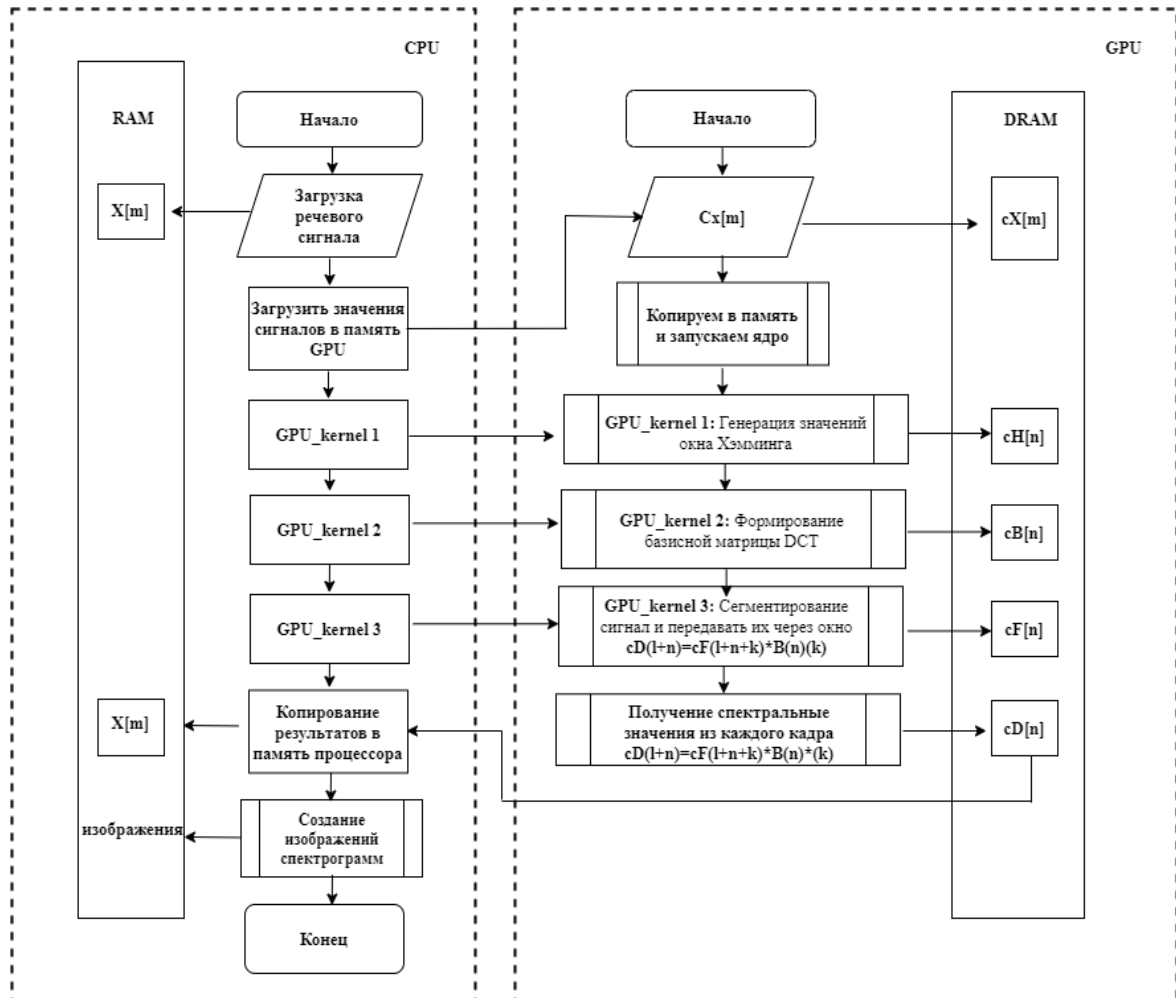 CPU
RAM
Начало
Загрузка
речевого
сигнала
X[m]
Загрузить значения
сигналов в память
GPU
GPU_kernel 1
GPU_kernel 2
GPU_kernel 3
Копирование
результатов в
память процессора
X[m]
Создание
изображений
спектрограмм
изображения
Конец
GPU
Начало
DRAM
Cx[m]
cX[m]
Копируем в память
и запускаем ядро
GPU_kernel 1: Генерация значений
окна Хэмминга
cH[n]
GPU_kernel 2: Формирование
базисной матрицы DCT
cB[n]
GPU_kernel 3: Сегментирование
сигнал и передавать их через окно
cD(l+n)=cF(l+n+k)*B(n)(k)
cF[n]
Получение спектральные
значения из каждого кадра
cD(l+n)=cF(l+n+k)*B(n)*(k)
cD[n]